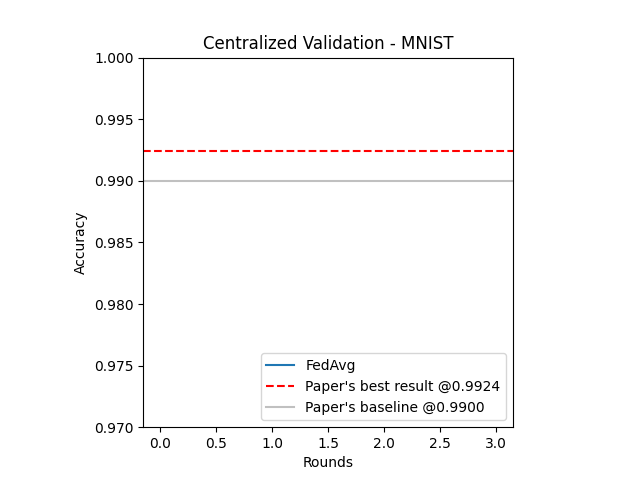 Centralized Validation - MNIST
1.000
0.995
0.990
0.985
0.980
0.975
0.970
Accuracy
FedAvg
Paper's best result @0.9924
Paper's baseline @0.9900
0.0 0.5 1.0 1.5 2.0 2.5 3.0
Rounds